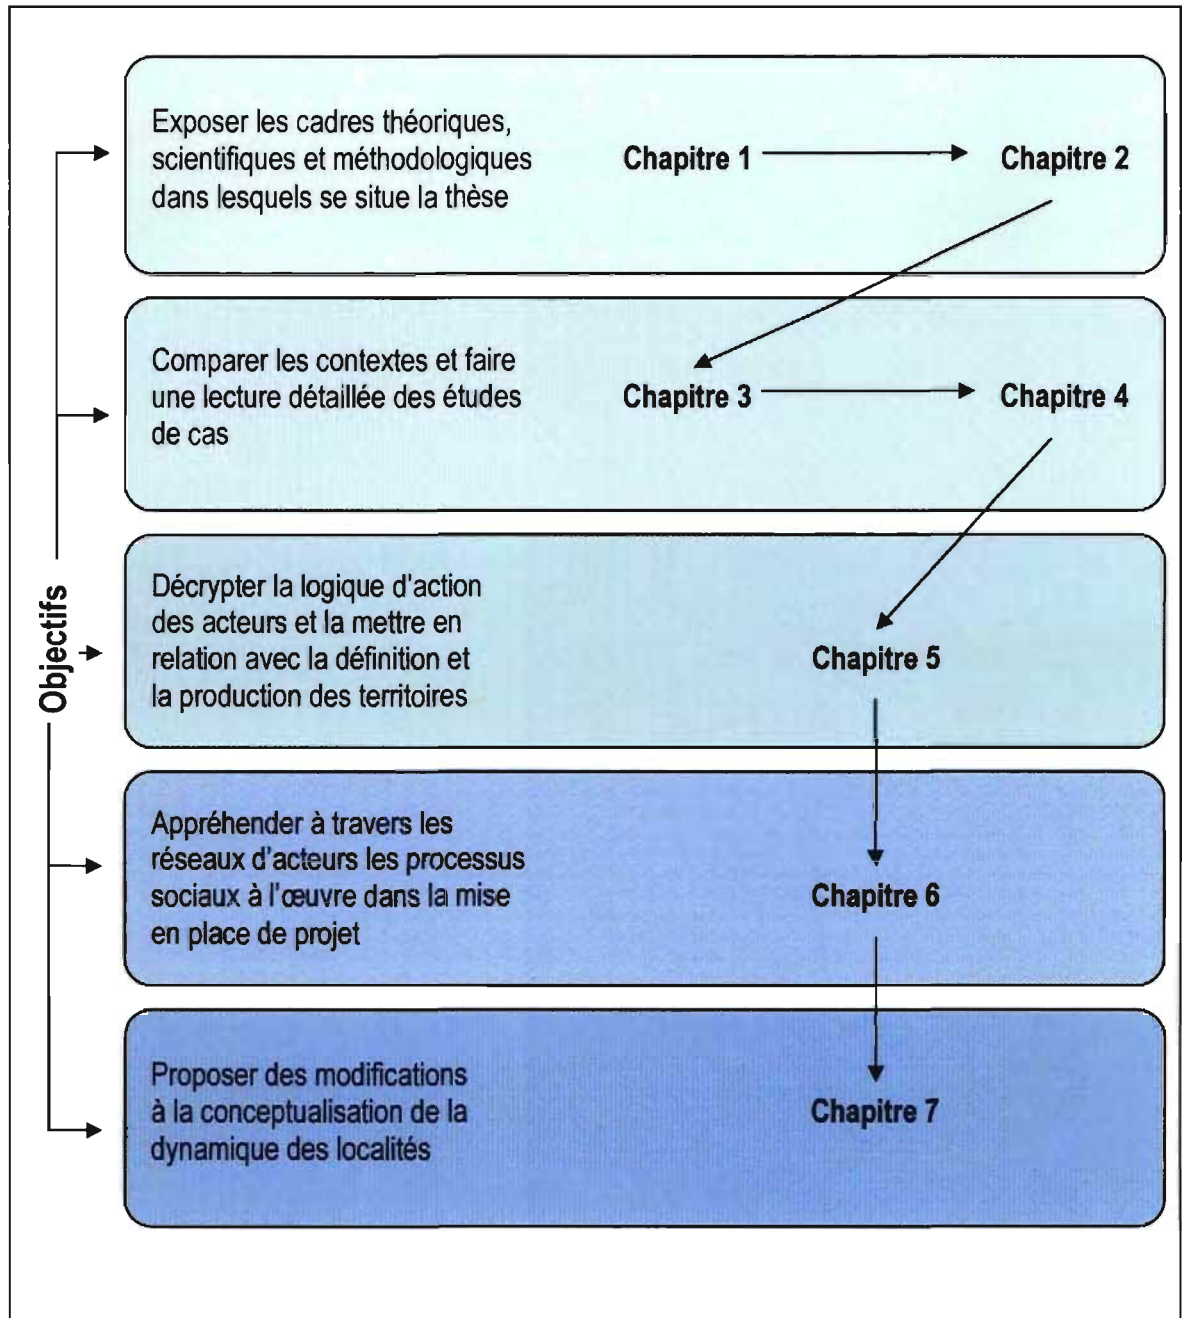 Objectifs
Exposer les cadres théoriques,
scientifiques et méthodologiques
dans lesquels se situe la thèse
Chapitre 1
Chapitre 2
Comparer les contextes et faire
une lecture détaillée des études
de cas
Chapitre 3
Chapitre 4
Décrypter la logique d'action
des acteurs et la mettre en
relation avec la définition et
la production des territoires
Chapitre 5
Appréhender à travers les
réseaux d'acteurs les processus
sociaux à l'œuvre dans la mise
en place de projet
Chapitre 6
Proposer des modifications
à la conceptualisation de la
dynamique des localités
Chapitre 7